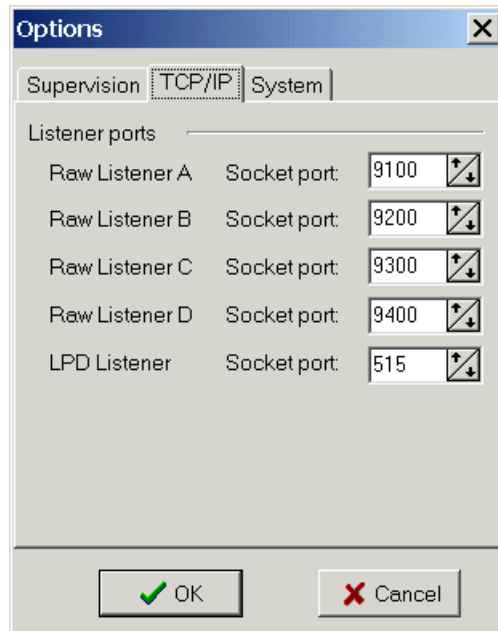 Options
Supervision TCP/IP System
Listener ports
Raw Listener A Socket port: 9100
Raw Listener B Socket port: 9200
Raw Listener C Socket port: 9300
Raw Listener D Socket port: 9400
LPD Listener Socket port: 515
OK Cancel